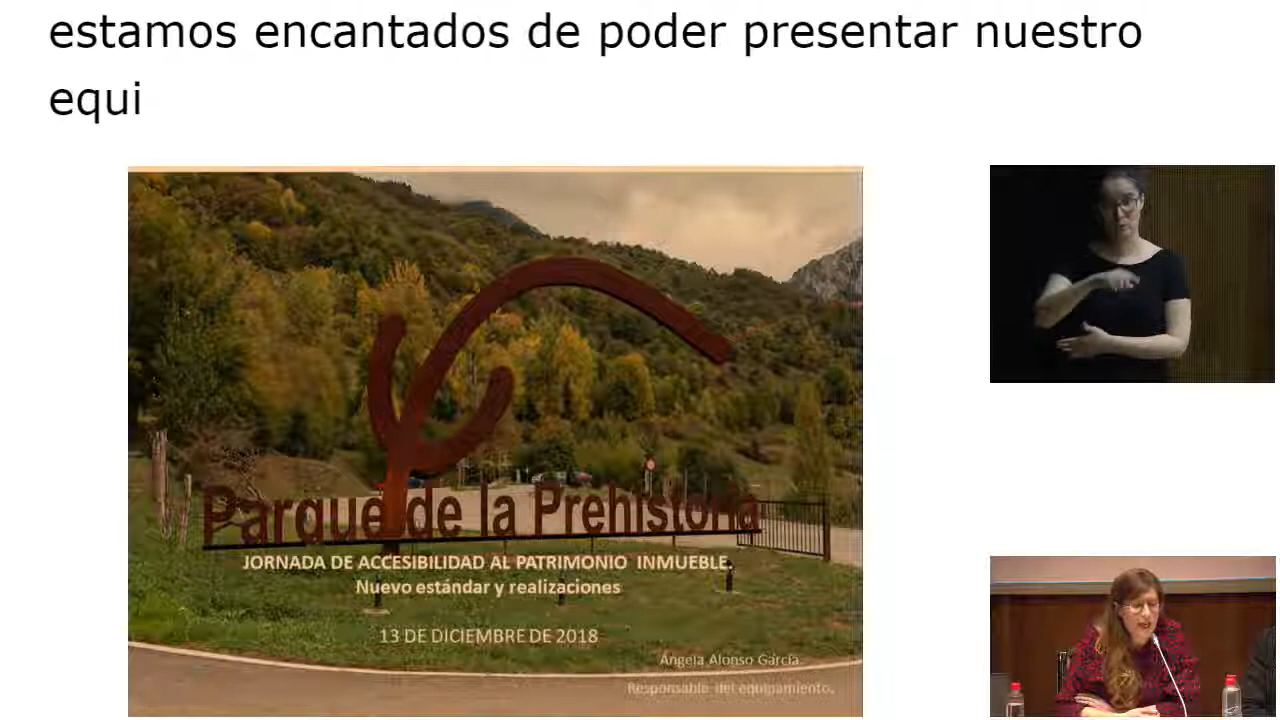 estamos encantados de poder presentar nuestro
equi
Parque de la Prehistoria
JORNADA DE ACCESIBILIDAD AL PATRIMONIO INMUEBLE.
Nuevo estándar y realizaciones
13 DE DICIEMBRE DE 2018
Ángela Alonso García.
Responsable del equipamiento.